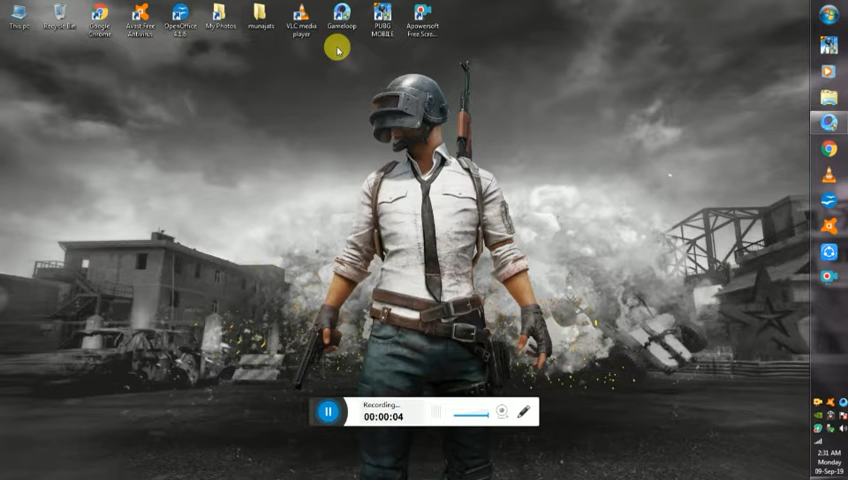 This pc
Recycle Bin
Google Chrome
Avast Free Antivirus
OpenOffice 4.1.6
My Photos
munajats
VLC media player
Gameloop
PUBG MOBILE
Apowersoft Free Scre...
Recording...
00:00:04
2:31 AM
Monday
09-Sep-19